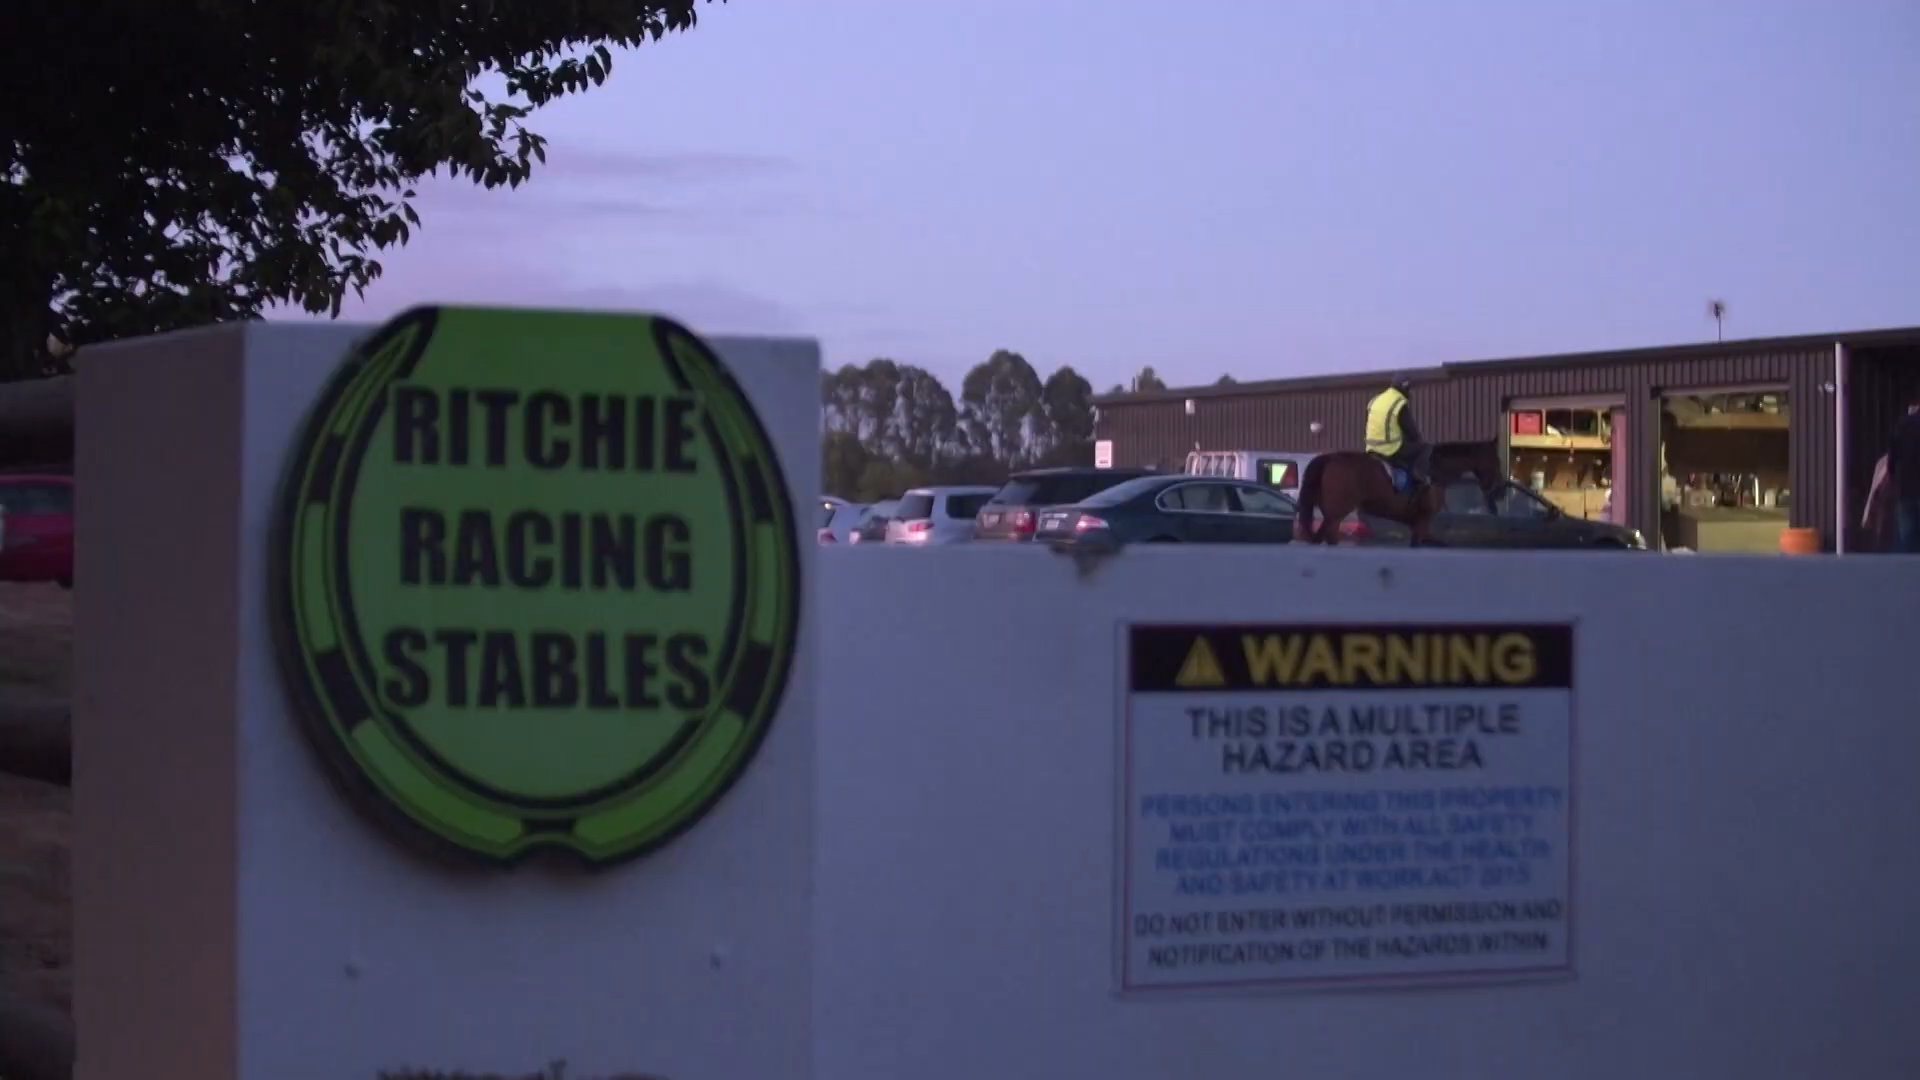 RITCHIE
RACING
STABLES
WARNING
THIS IS A MULTIPLE
HAZARD AREA
PERSONS ENTERING THIS PROPERTY
MUST COMPLY WITH ALL SAFETY
REGULATIONS UNDER THE HEALTH
AND SAFETY AT WORK ACT 2015
DO NOT ENTER WITHOUT PERMISSION AND
NOTIFICATION OF THE HAZARDS WITHIN